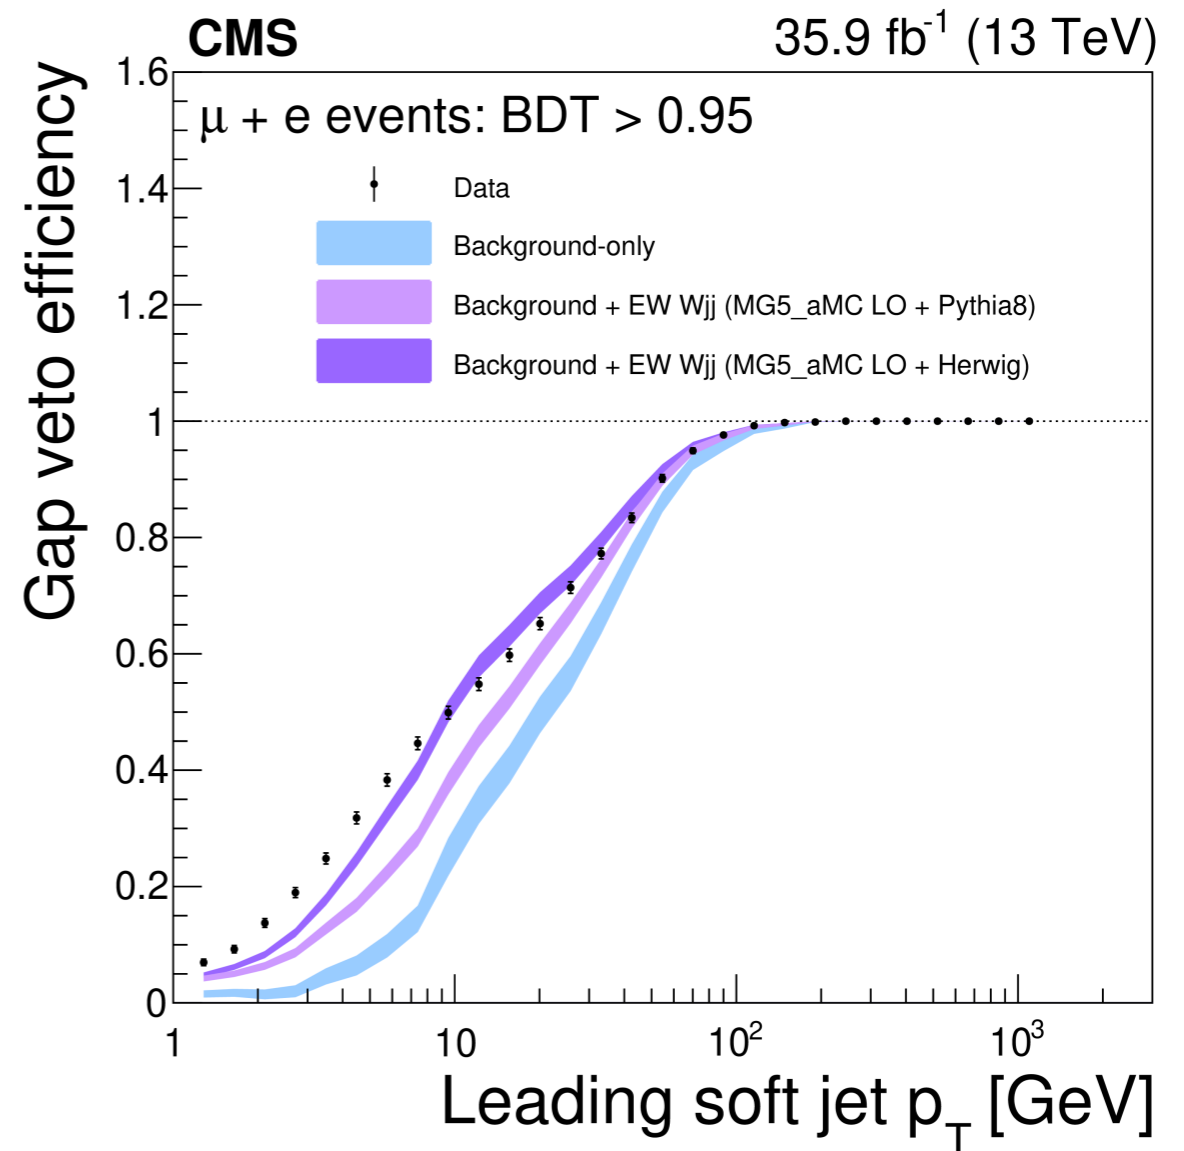 CMS 35.9 fb⁻¹ (13 TeV)
μ + e events: BDT > 0.95
Data
Background-only
Background + EW Wjj (MG5_aMC LO + Pythia8)
Background + EW Wjj (MG5_aMC LO + Herwig)
Gap veto efficiency
1.6
1.4
1.2
1
0.8
0.6
0.4
0.2
0
1 10 10² 10³
Leading soft jet p_T [GeV]